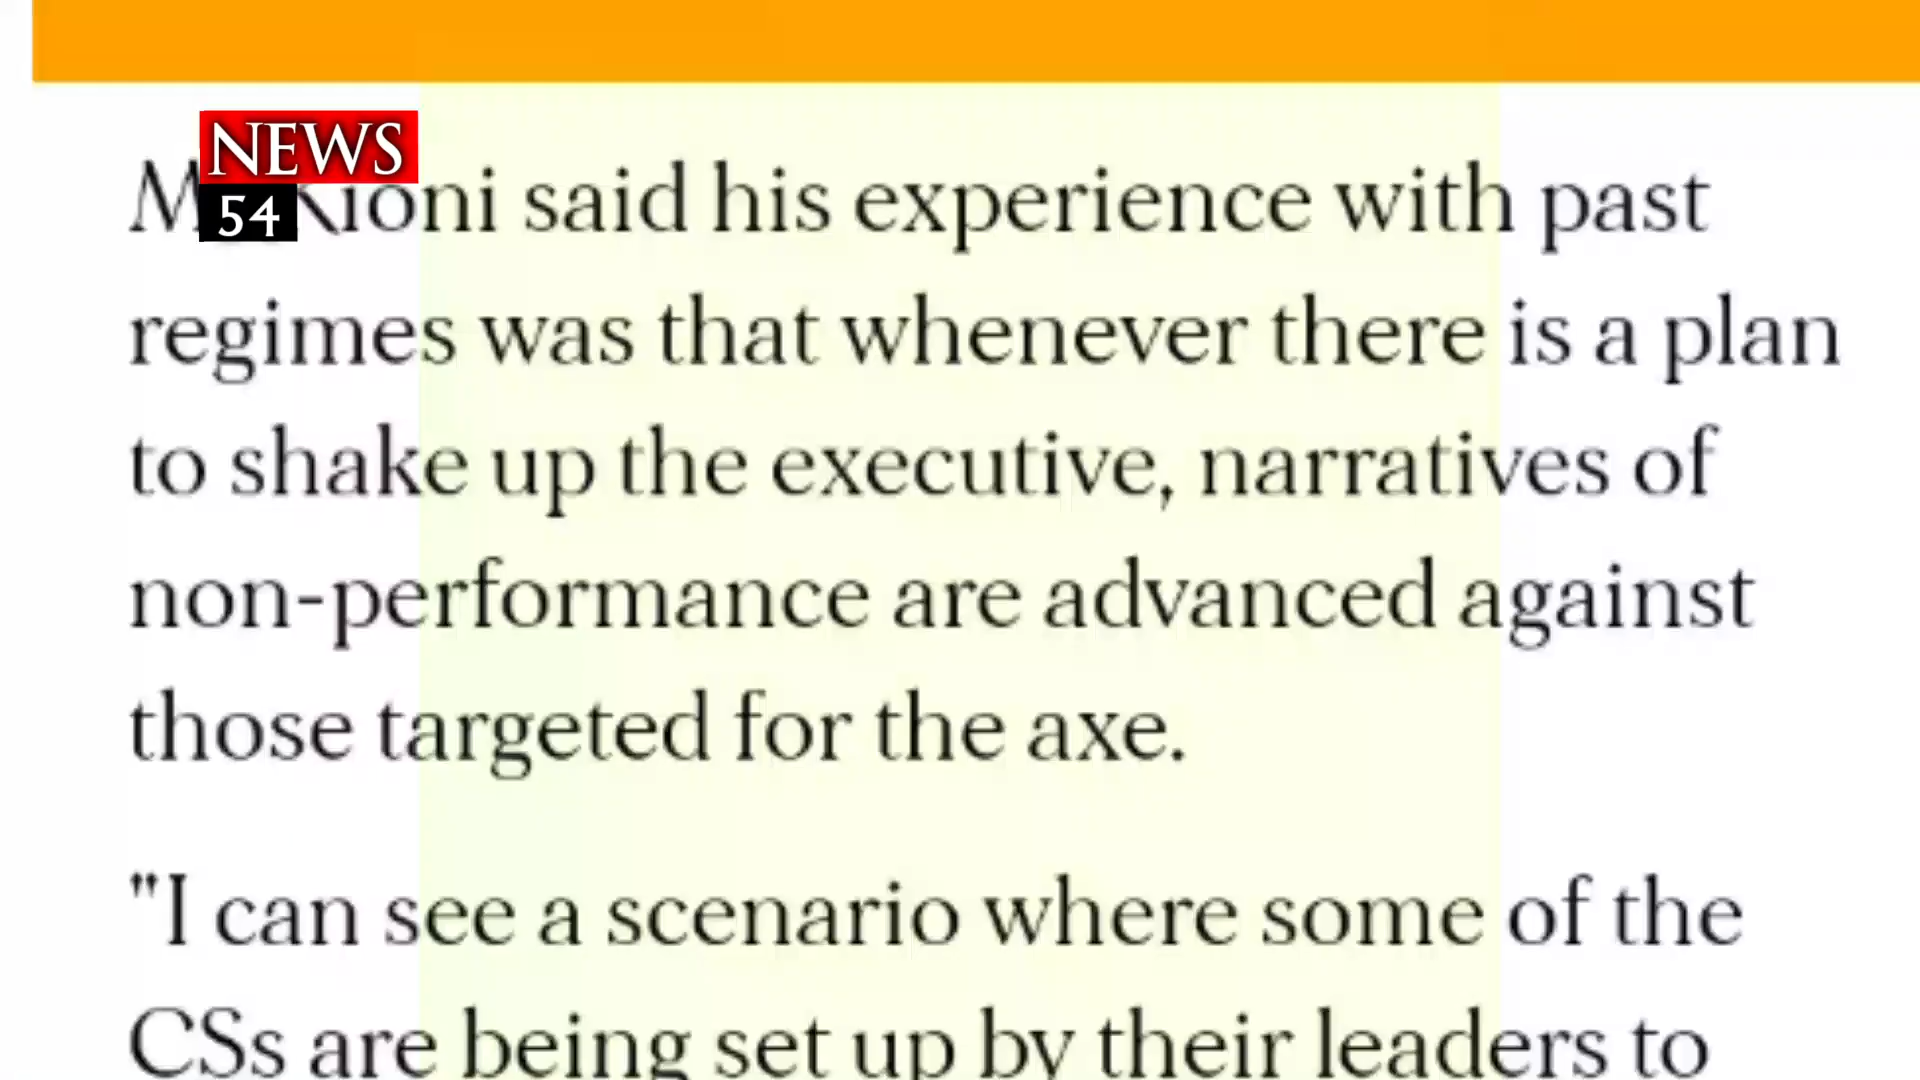 NEWS
54
Kioni said his experience with past
regimes was that whenever there is a plan
to shake up the executive, narratives of
non-performance are advanced against
those targeted for the axe.
"I can see a scenario where some of the
CSs are being set up by their leaders to